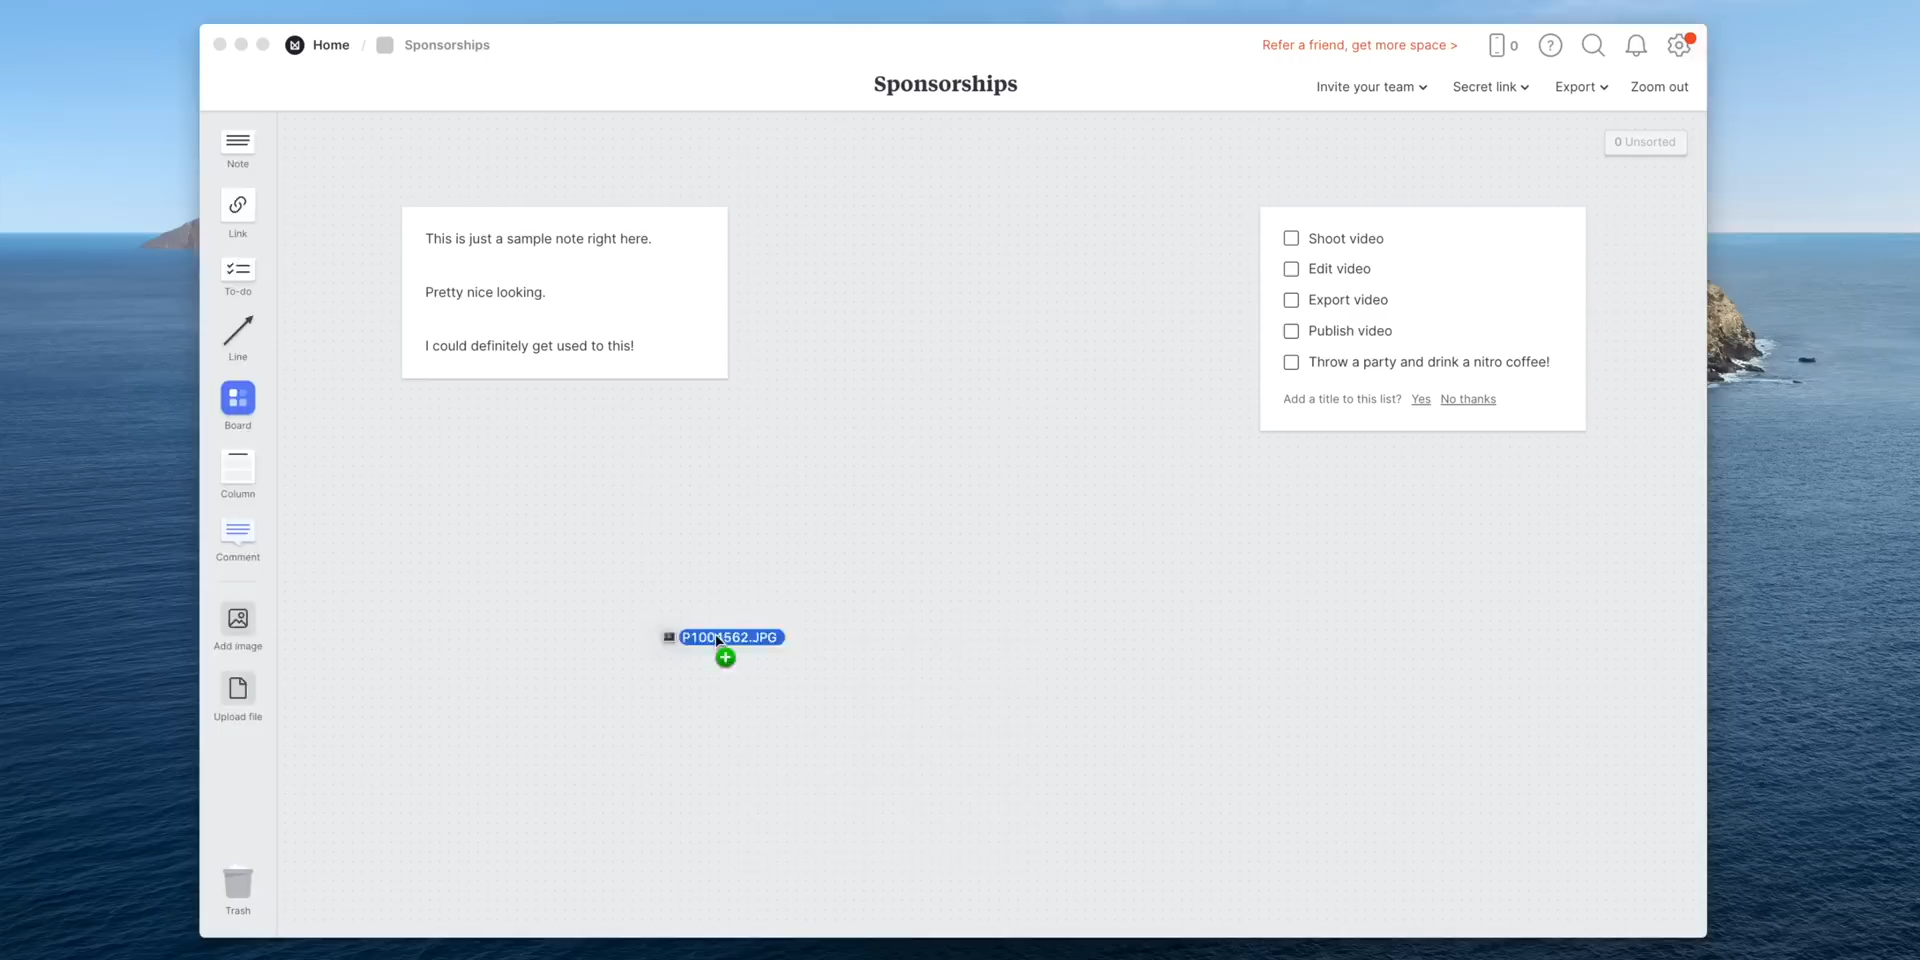 Home / Sponsorships
Refer a friend, get more space >
0
Sponsorships
Invite your team
Secret link
Export
Zoom out
0 Unsorted
Note
Link
To-do
Line
Board
Column
Comment
Add image
Upload file
Trash
This is just a sample note right here.
Pretty nice looking.
I could definitely get used to this!
Shoot video
Edit video
Export video
Publish video
Throw a party and drink a nitro coffee!
Add a title to this list? Yes No thanks